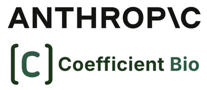 ANTHROP\C
[C] Coefficient Bio